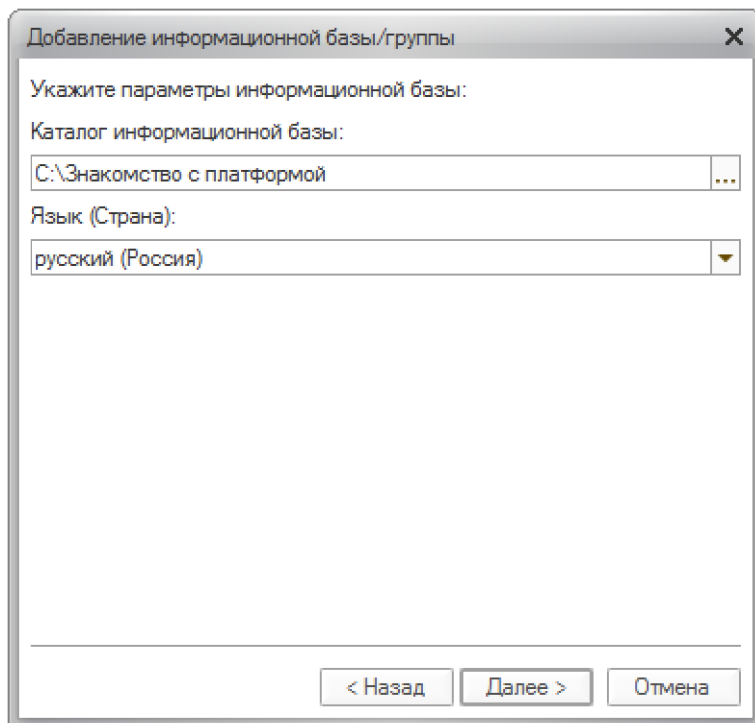 Добавление информационной базы/группы
Укажите параметры информационной базы:
Каталог информационной базы:
C:\Знакомство с платформой
...
Язык (Страна):
русский (Россия)
< Назад
Далее >
Отмена